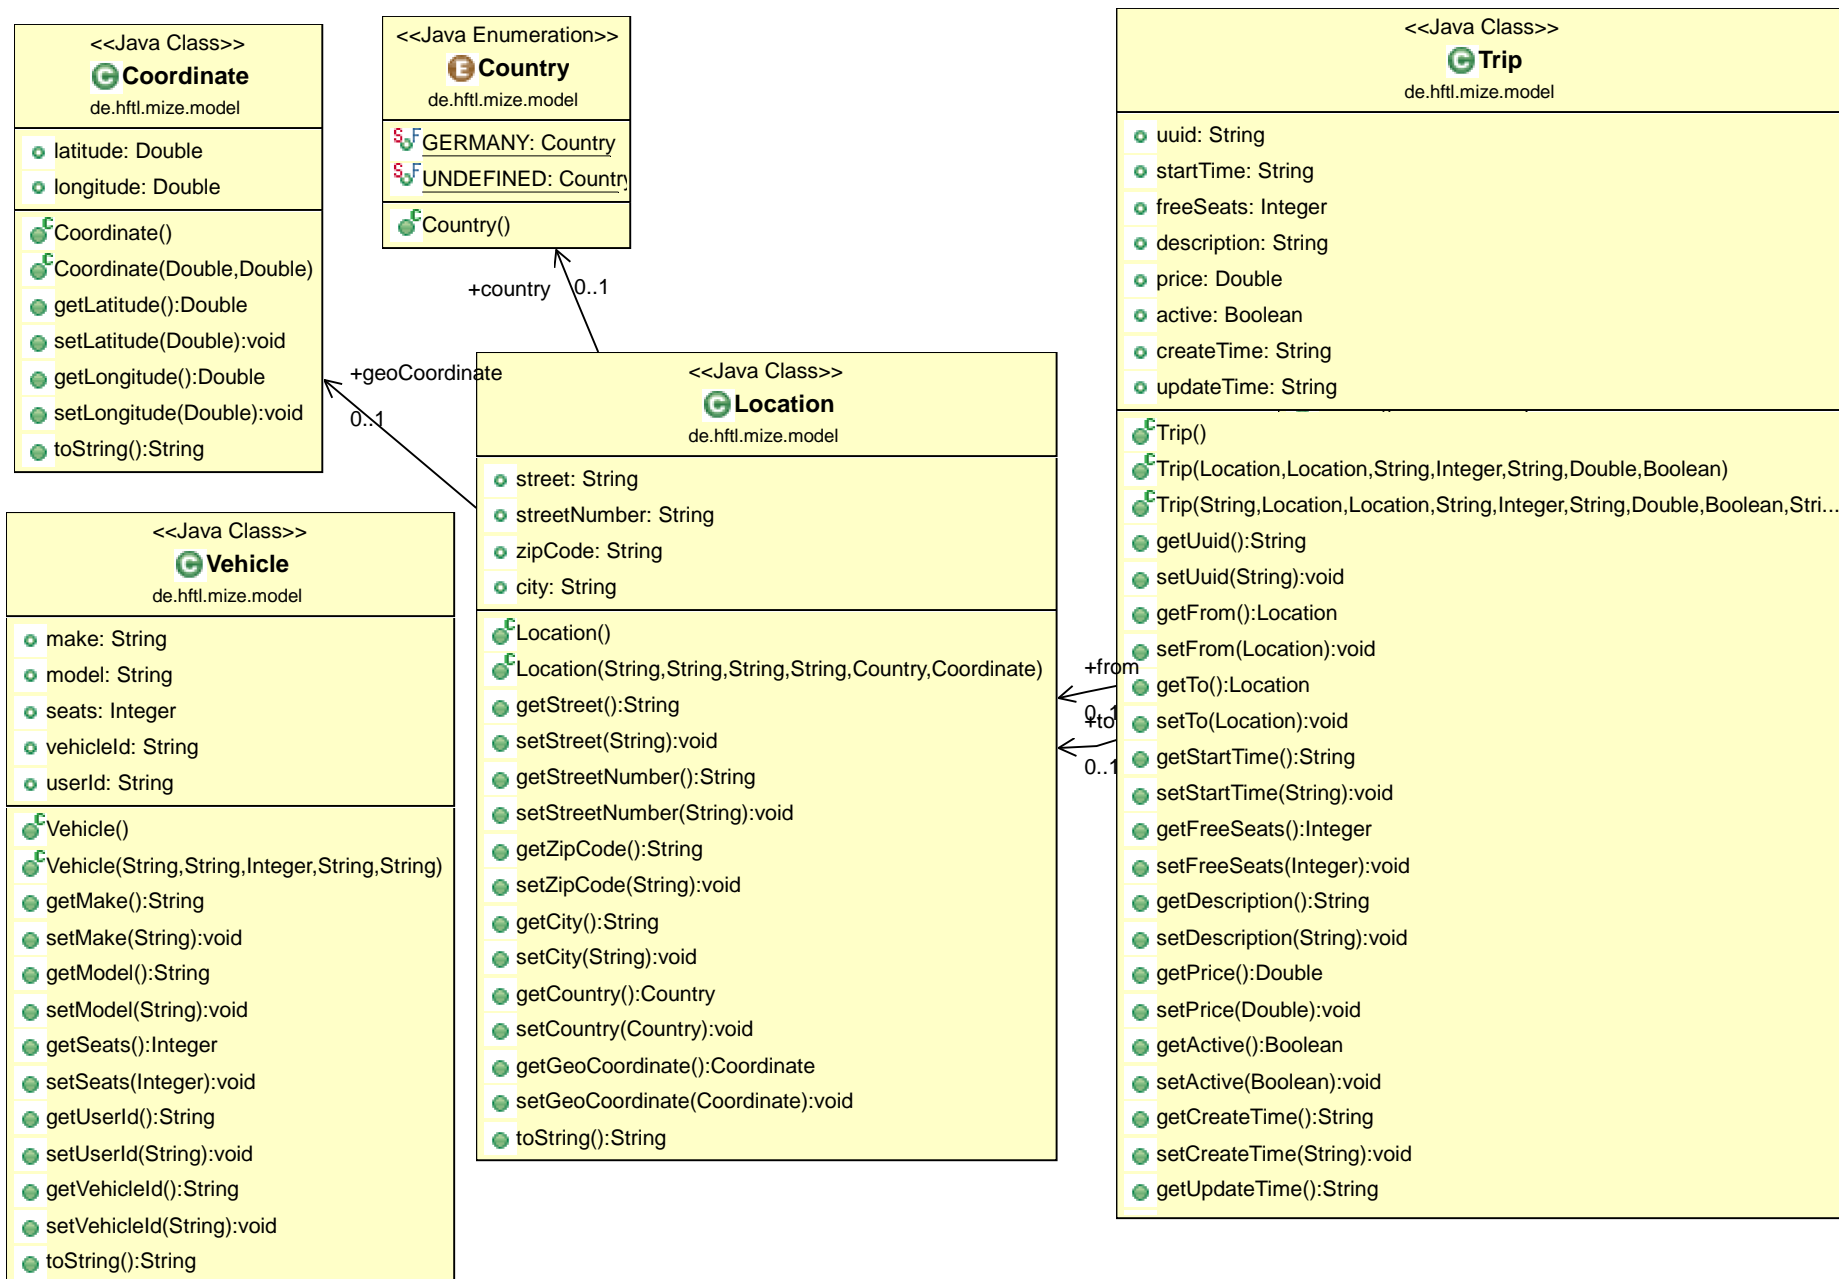 <<Java Class>>
Coordinate
de.hftl.mize.model
latitude: Double
longitude: Double
Coordinate()
Coordinate(Double,Double)
getLatitude():Double
setLatitude(Double):void
getLongitude():Double
setLongitude(Double):void
toString():String
<<Java Enumeration>>
Country
de.hftl.mize.model
GERMANY: Country
UNDEFINED: Country
Country()
+country
0..1
+geoCoordinate
0..1
<<Java Class>>
Vehicle
de.hftl.mize.model
make: String
model: String
seats: Integer
vehicleId: String
userId: String
Vehicle()
Vehicle(String,String,Integer,String,String)
getMake():String
setMake(String):void
getModel():String
setModel(String):void
getSeats():Integer
setSeats(Integer):void
getUserId():String
setUserId(String):void
getVehicleId():String
setVehicleId(String):void
toString():String
<<Java Class>>
Location
de.hftl.mize.model
street: String
streetNumber: String
zipCode: String
city: String
Location()
Location(String,String,String,String,Country,Coordinate)
getStreet():String
setStreet(String):void
getStreetNumber():String
setStreetNumber(String):void
getZipCode():String
setZipCode(String):void
getCity():String
setCity(String):void
getCountry():Country
setCountry(Country):void
getGeoCoordinate():Coordinate
setGeoCoordinate(Coordinate):void
toString():String
+from
0..1
+to
0..1
<<Java Class>>
Trip
de.hftl.mize.model
uuid: String
startTime: String
freeSeats: Integer
description: String
price: Double
active: Boolean
createTime: String
updateTime: String
Trip()
Trip(Location,Location,String,Integer,String,Double,Boolean)
Trip(String,Location,Location,String,Integer,String,Double,Boolean,Stri...
getUuid():String
setUuid(String):void
getFrom():Location
setFrom(Location):void
getTo():Location
setTo(Location):void
getStartTime():String
setStartTime(String):void
getFreeSeats():Integer
setFreeSeats(Integer):void
getDescription():String
setDescription(String):void
getPrice():Double
setPrice(Double):void
getActive():Boolean
setActive(Boolean):void
getCreateTime():String
setCreateTime(String):void
getUpdateTime():String